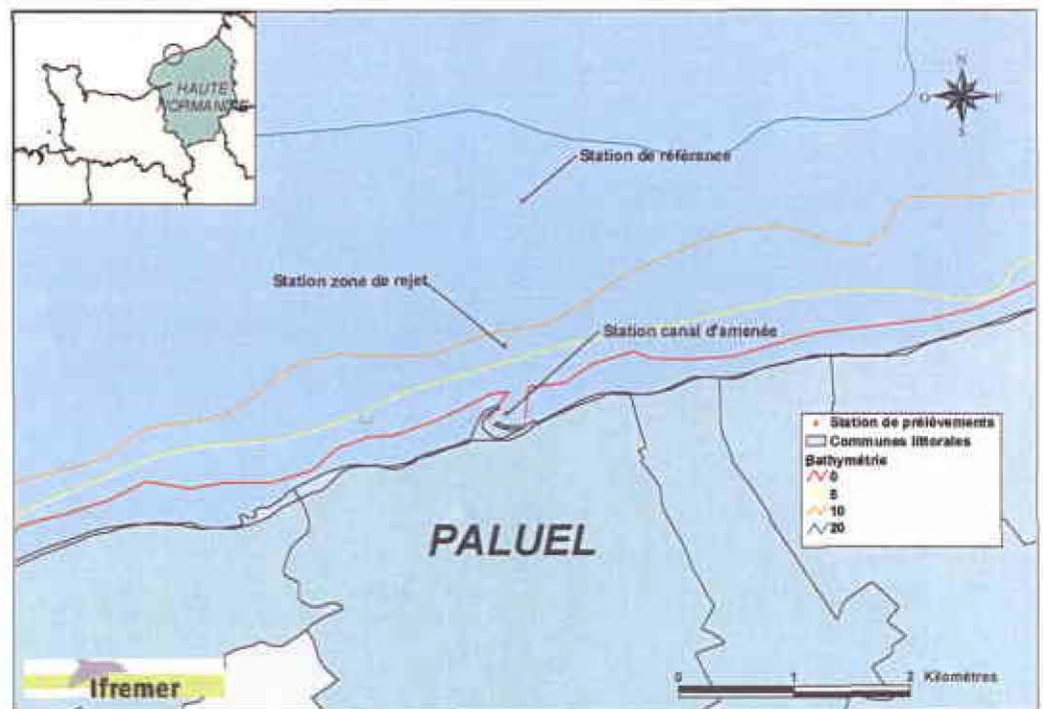 HAUTE
NORMANDIE
N
O
E
S
Station de référence
Station zone de rejet
Station canal d'amenée
Station de prélèvements
Communes littorales
Bathymétrie
0
5
10
20
PALUEL
Ifremer
0
1
2
Kilomètres